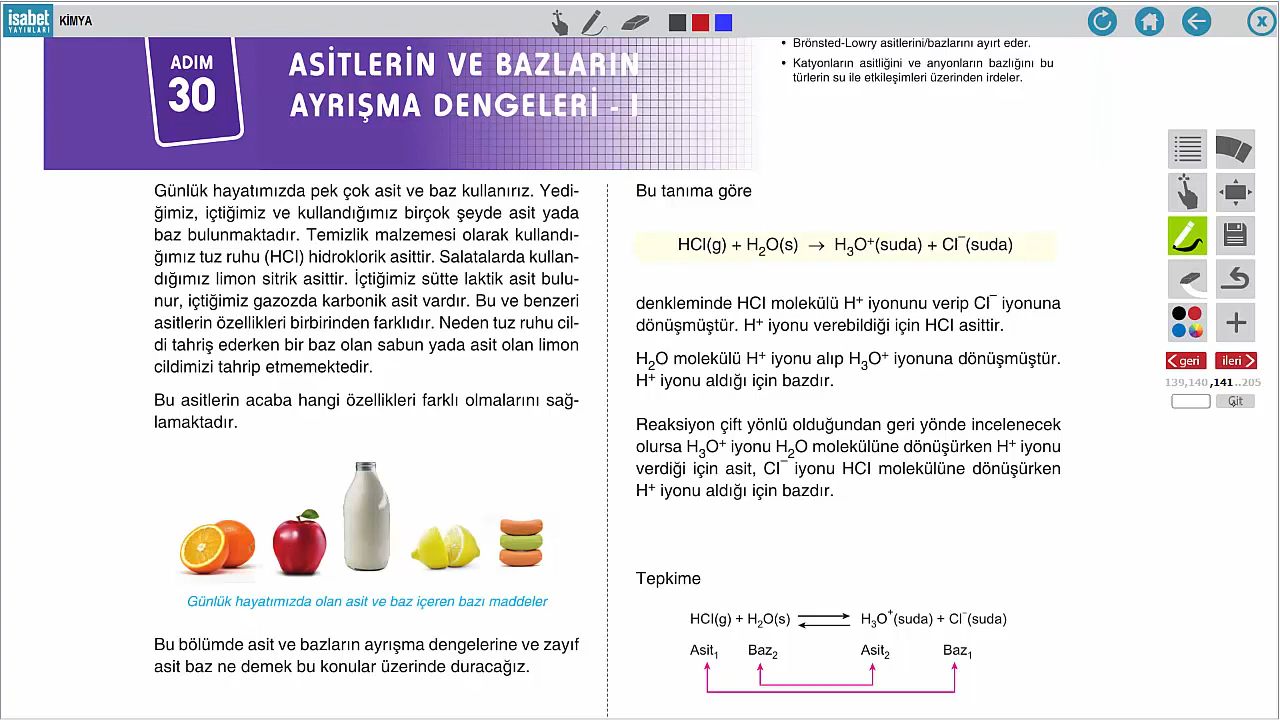 isabet
YAYINLARI
KİMYA
ADIM
30
ASİTLERİN VE BAZLARIN
AYRIŞMA DENGELERİ - I
• Brönsted-Lowry asitlerini/bazlarını ayırt eder.
• Katyonların asitliğini ve anyonların bazlığını bu
türlerin su ile etkileşimleri üzerinden irdeler.
Günlük hayatımızda pek çok asit ve baz kullanırız. Yedi-
ğimiz, içtiğimiz ve kullandığımız birçok şeyde asit yada
baz bulunmaktadır. Temizlik malzemesi olarak kullandı-
ğımız tuz ruhu (HCl) hidroklorik asittir. Salatalarda kullan-
dığımız limon sitrik asittir. İçtiğimiz sütte laktik asit bulu-
nur, içtiğimiz gazozda karbonik asit vardır. Bu ve benzeri
asitlerin özellikleri birbirinden farklıdır. Neden tuz ruhu cil-
di tahriş ederken bir baz olan sabun yada asit olan limon
cildimizi tahrip etmemektedir.
Bu asitlerin acaba hangi özellikleri farklı olmalarını sağ-
lamaktadır.
Günlük hayatımızda olan asit ve baz içeren bazı maddeler
Bu bölümde asit ve bazların ayrışma dengelerine ve zayıf
asit baz ne demek bu konular üzerinde duracağız.
Bu tanıma göre
HCl(g) + H₂O(s) → H₃O⁺(suda) + Cl⁻(suda)
denkleminde HCl molekülü H⁺ iyonunu verip Cl⁻ iyonuna
dönüşmüştür. H⁺ iyonu verebildiği için HCl asittir.
H₂O molekülü H⁺ iyonu alıp H₃O⁺ iyonuna dönüşmüştür.
H⁺ iyonu aldığı için bazdır.
Reaksiyon çift yönlü olduğundan geri yönde incelenecek
olursa H₃O⁺ iyonu H₂O molekülüne dönüşürken H⁺ iyonu
verdiği için asit, Cl⁻ iyonu HCl molekülüne dönüşürken
H⁺ iyonu aldığı için bazdır.
Tepkime
HCl(g) + H₂O(s) ⇌ H₃O⁺(suda) + Cl⁻(suda)
Asit₁ Baz₂ Asit₂ Baz₁
geri ileri
139,140,141..205
Git